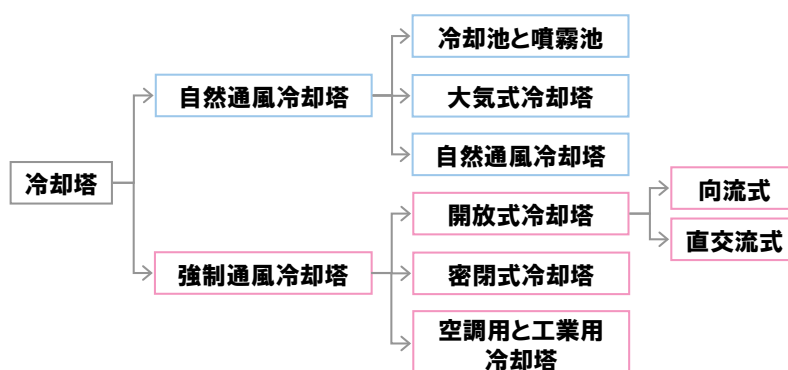 冷却塔
自然通風冷却塔
冷却池と噴霧池
大気式冷却塔
自然通風冷却塔
強制通風冷却塔
開放式冷却塔
向流式
直交流式
密閉式冷却塔
空調用と工業用
冷却塔